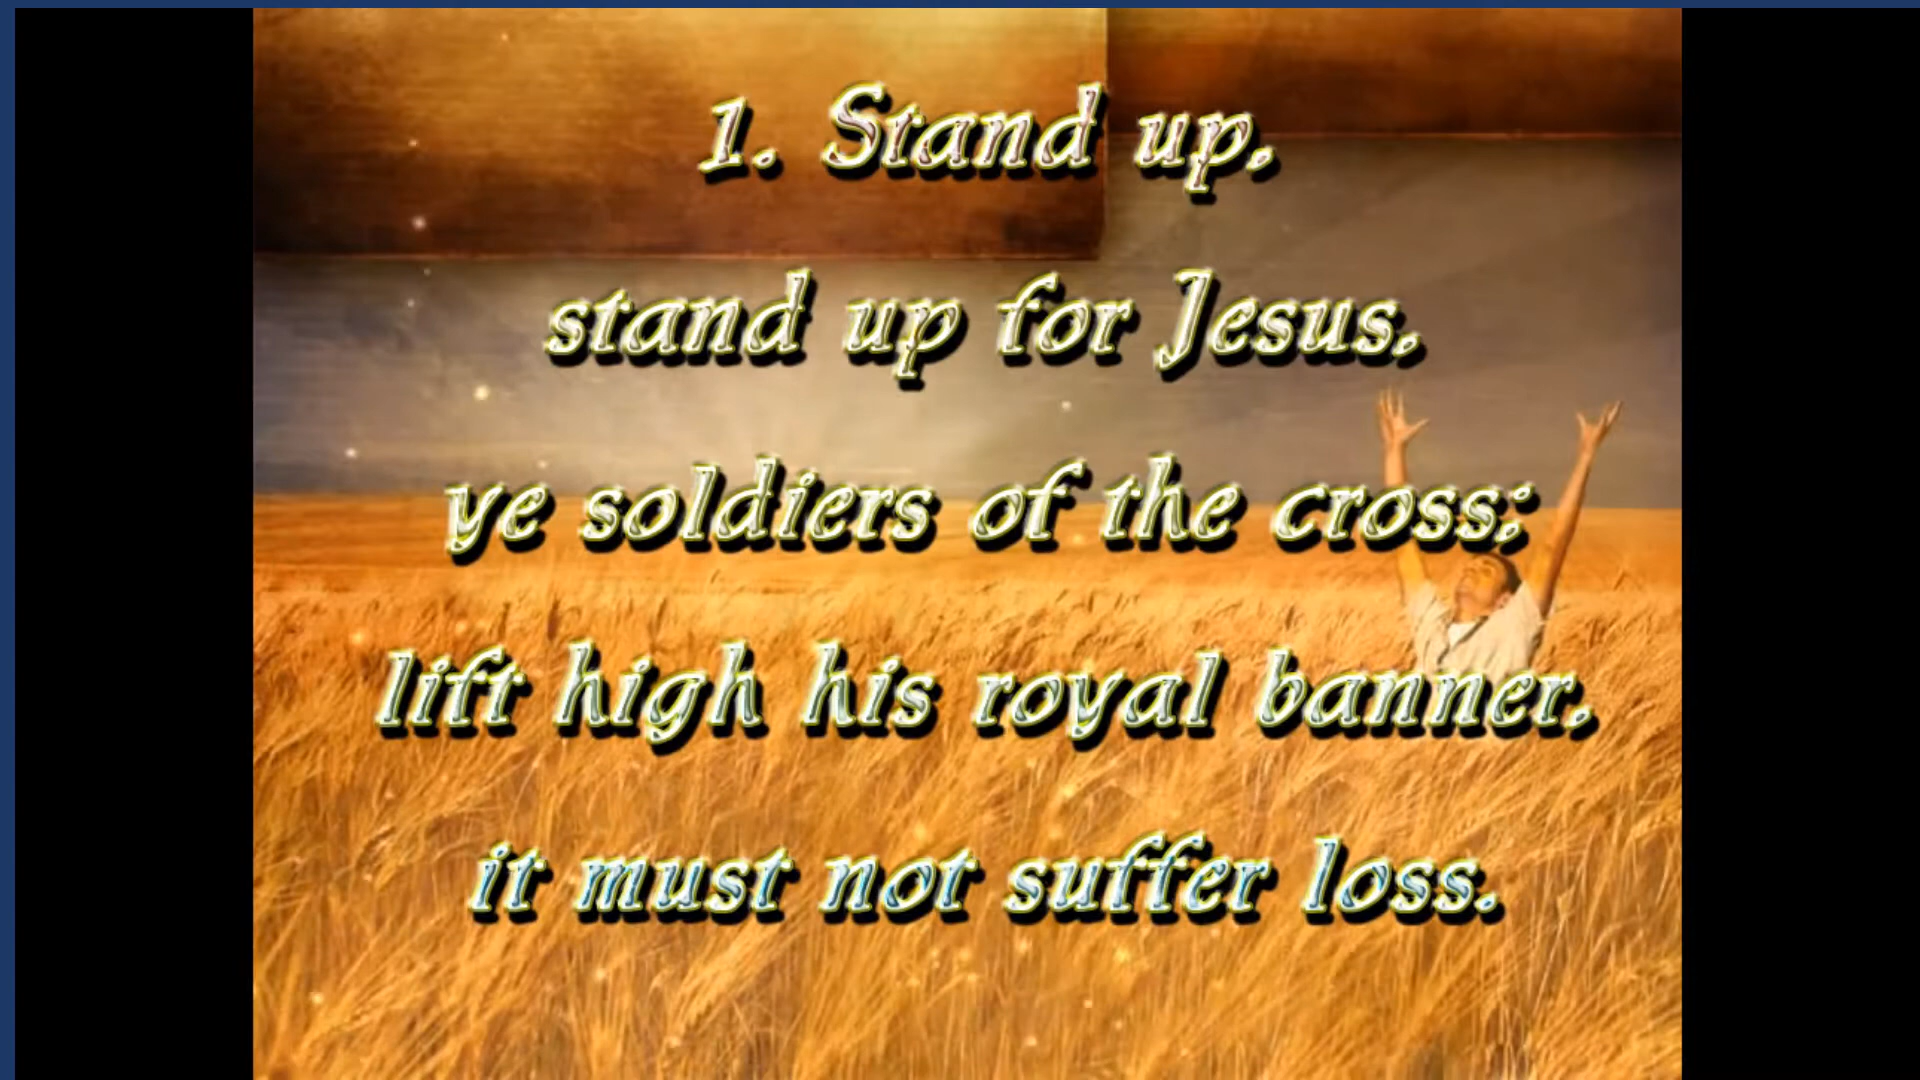 1. Stand up,
stand up for Jesus,
ye soldiers of the cross;
lift high his royal banner,
it must not suffer loss.